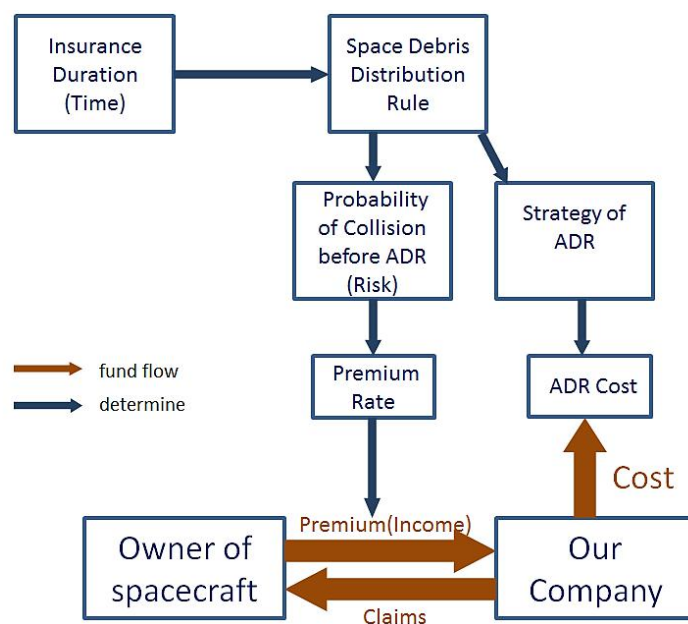 Insurance
Duration
(Time)
Space Debris
Distribution
Rule
Probability
of Collision
before ADR
(Risk)
Strategy of
ADR
fund flow
determine
Premium
Rate
ADR Cost
Cost
Premium(Income)
Owner of
spacecraft
Our
Company
Claims